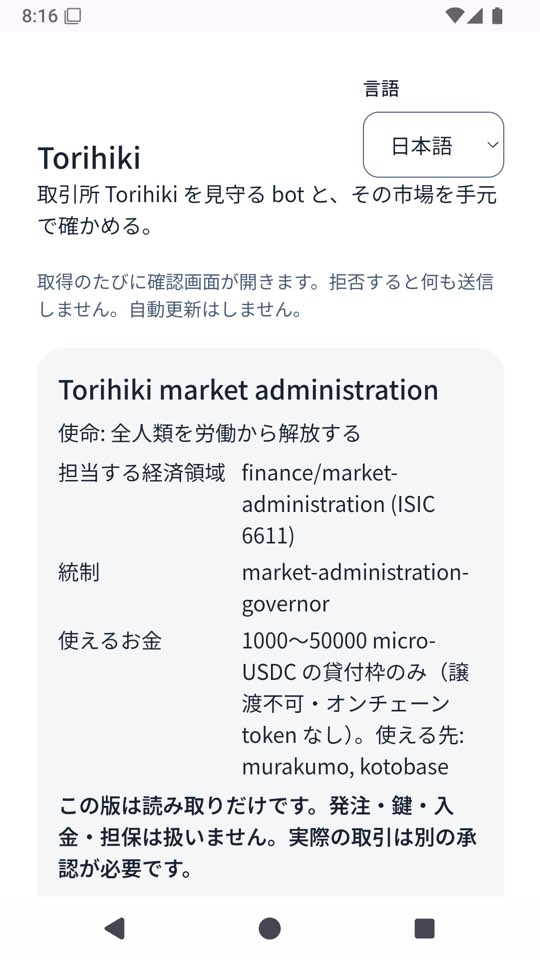 8:16
言語
日本語
Torihiki
取引所 Torihiki を見守る bot と、その市場を手元
で確かめる。
取得のたびに確認画面が開きます。拒否すると何も送信
しません。自動更新はしません。
Torihiki market administration
使命: 全人類を労働から解放する
担当する経済領域 finance/market-
administration (ISIC
6611)
統制 market-administration-
governor
使えるお金 1000〜50000 micro-
USDC の貸付枠のみ（譲
渡不可・オンチェーン
token なし）。使える先:
murakumo, kotobase
この版は読み取りだけです。発注・鍵・入
金・担保は扱いません。実際の取引は別の承
認が必要です。